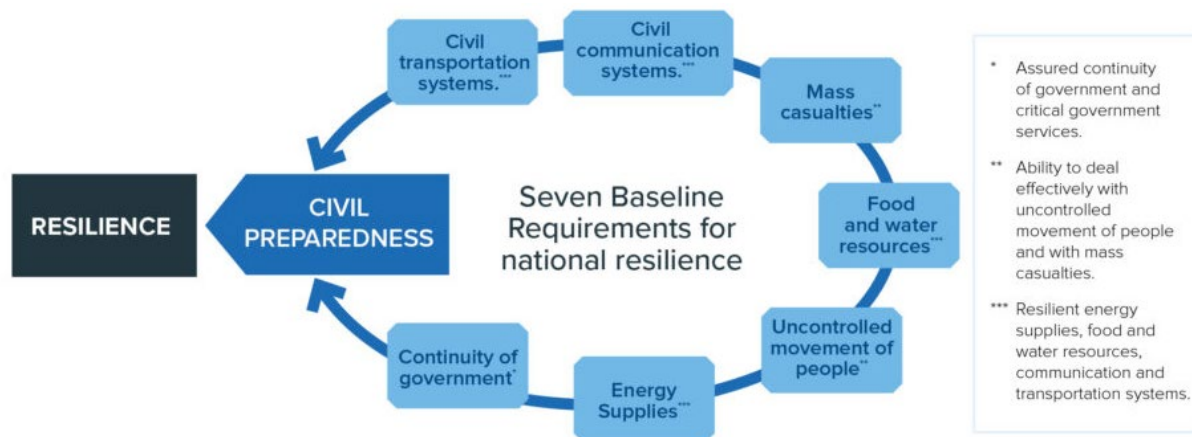 Civil
transportation
systems.***
Civil
communication
systems.***
Mass
casualties**
Food
and water
resources***
Uncontrolled
movement of
people**
Energy
Supplies***
Continuity of
government*
RESILIENCE
CIVIL
PREPAREDNESS
Seven Baseline
Requirements for
national resilience
* Assured continuity
of government and
critical government
services.
** Ability to deal
effectively with
uncontrolled
movement of people
and with mass
casualties.
*** Resilient energy
supplies, food and
water resources,
communication and
transportation systems.